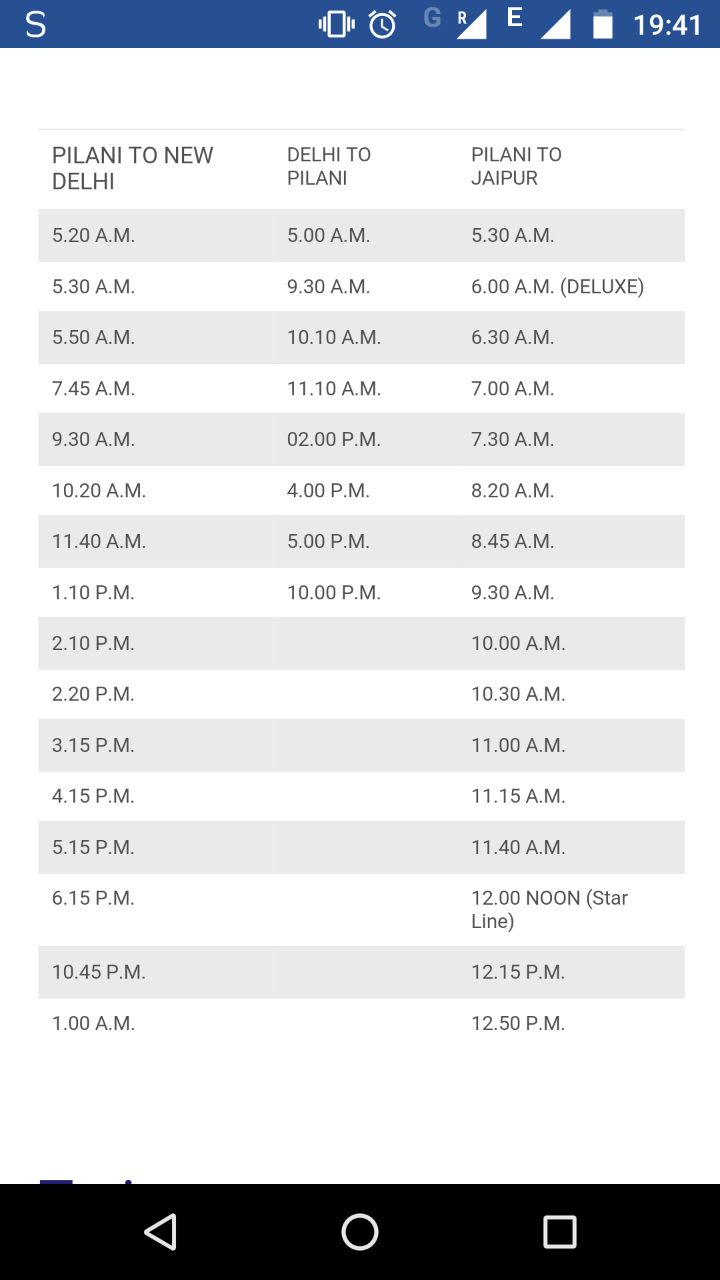 S G R E 19:41
PILANI TO NEW DELHI DELHI TO PILANI PILANI TO JAIPUR
5.20 A.M. 5.00 A.M. 5.30 A.M.
5.30 A.M. 9.30 A.M. 6.00 A.M. (DELUXE)
5.50 A.M. 10.10 A.M. 6.30 A.M.
7.45 A.M. 11.10 A.M. 7.00 A.M.
9.30 A.M. 02.00 P.M. 7.30 A.M.
10.20 A.M. 4.00 P.M. 8.20 A.M.
11.40 A.M. 5.00 P.M. 8.45 A.M.
1.10 P.M. 10.00 P.M. 9.30 A.M.
2.10 P.M. 10.00 A.M.
2.20 P.M. 10.30 A.M.
3.15 P.M. 11.00 A.M.
4.15 P.M. 11.15 A.M.
5.15 P.M. 11.40 A.M.
6.15 P.M. 12.00 NOON (Star Line)
10.45 P.M. 12.15 P.M.
1.00 A.M. 12.50 P.M.